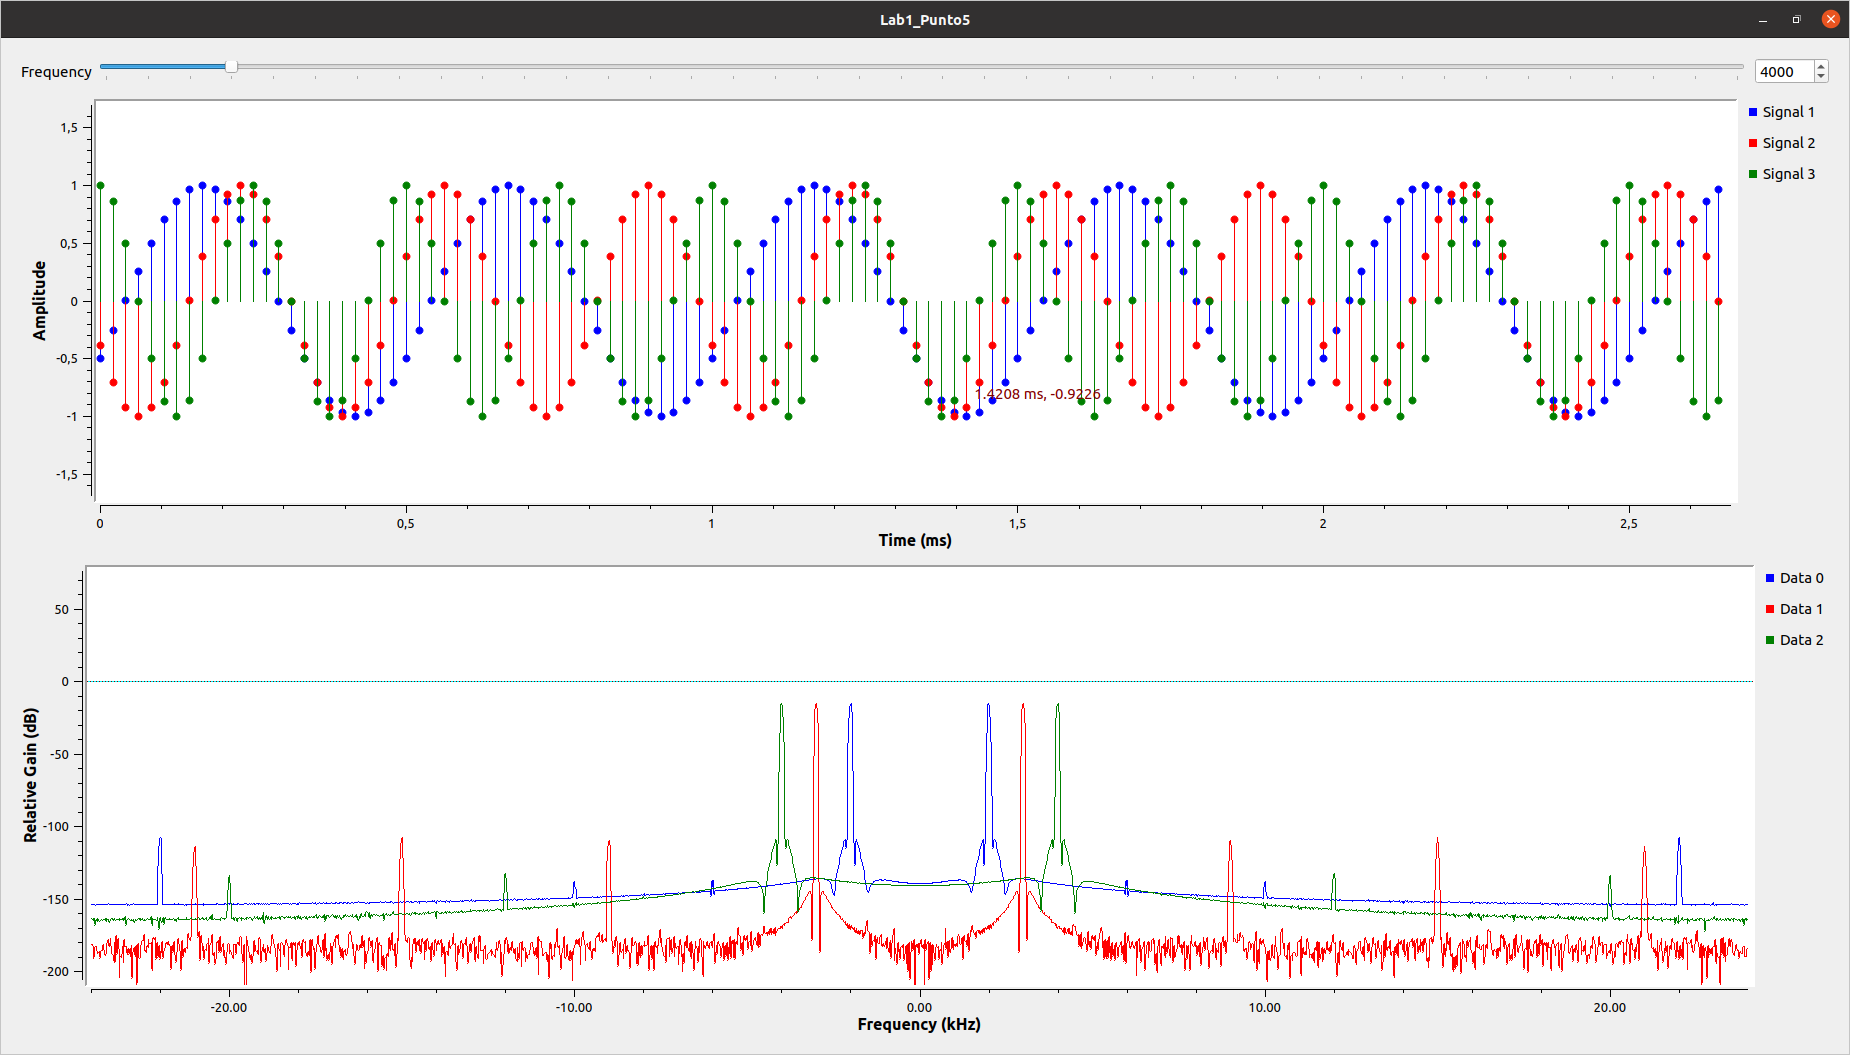 Lab1_Punto5
Frequency
4000
Signal 1
Signal 2
Signal 3
Amplitude
1,5
1
0,5
0
-0,5
-1
-1,5
1.4208 ms, -0.9226
0 0,5 1 1,5 2 2,5
Time (ms)
Data 0
Data 1
Data 2
Relative Gain (dB)
50
0
-50
-100
-150
-200
-20.00 -10.00 0.00 10.00 20.00
Frequency (kHz)